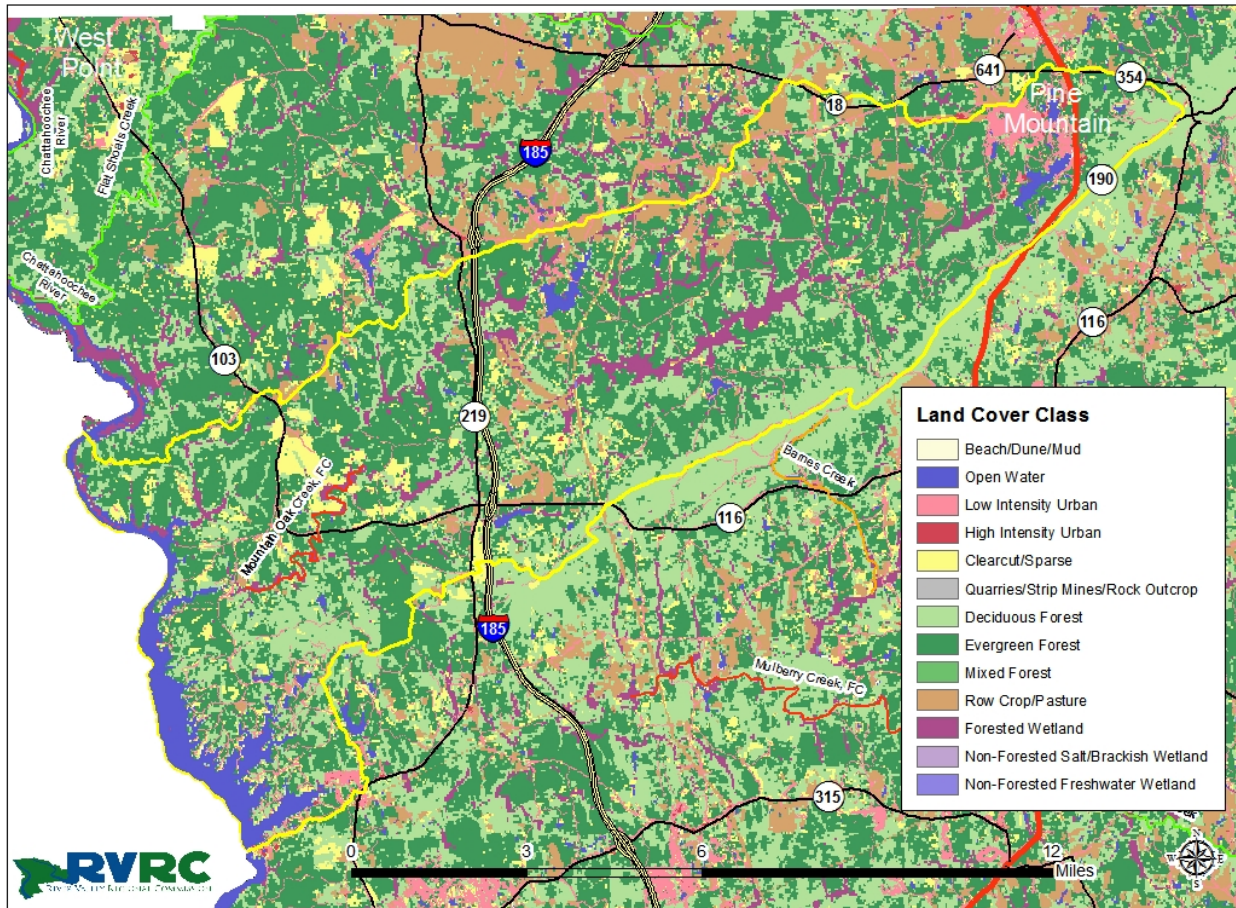 West
Point
Chattahoochee
River
Flat Shoals Creek
Chattahoochee
River
185
18
641
354
Pine
Mountain
190
116
103
219
Mountain Oak Creek, FC
Barnes Creek
116
185
Mulberry Creek, FC
315
Land Cover Class
Beach/Dune/Mud
Open Water
Low Intensity Urban
High Intensity Urban
Clearcut/Sparse
Quarries/Strip Mines/Rock Outcrop
Deciduous Forest
Evergreen Forest
Mixed Forest
Row Crop/Pasture
Forested Wetland
Non-Forested Salt/Brackish Wetland
Non-Forested Freshwater Wetland
RVRC
RIVER VALLEY REGIONAL COMMISSION
0 3 6 12
Miles
N
W E
S